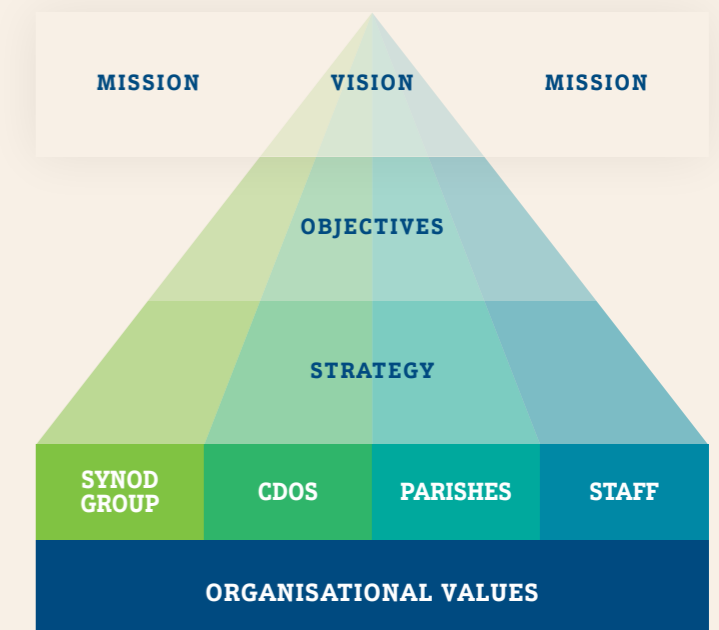 MISSION VISION MISSION
OBJECTIVES
STRATEGY
SYNOD
GROUP
CDOS
PARISHES
STAFF
ORGANISATIONAL VALUES